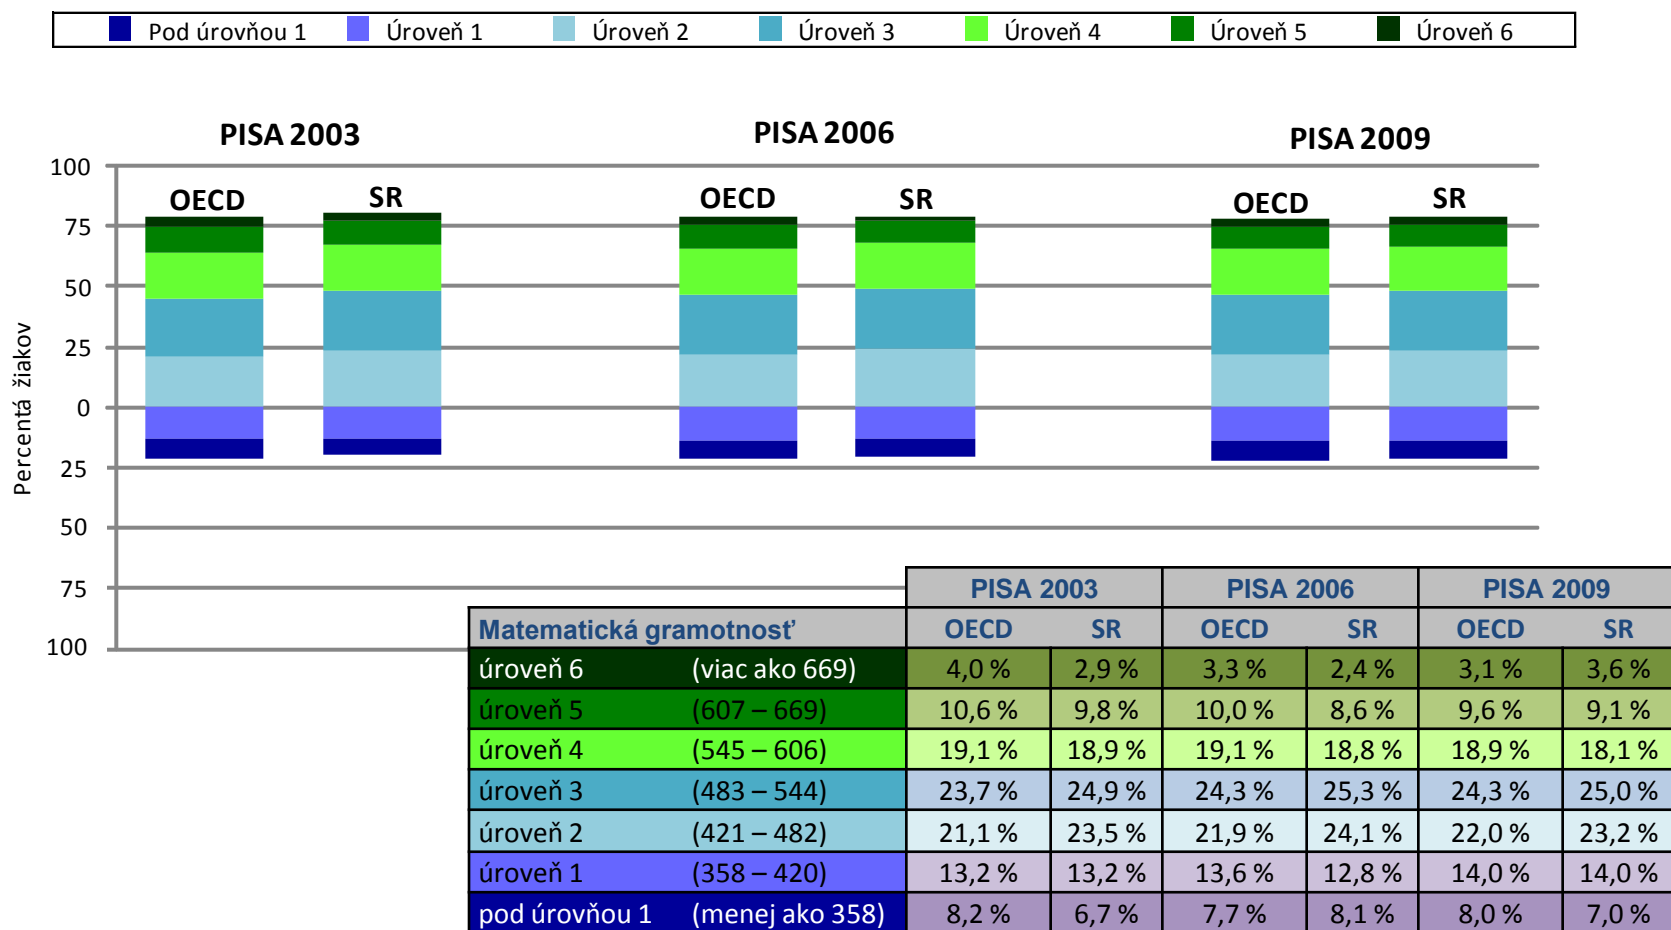 Pod úrovňou 1 Úroveň 1 Úroveň 2 Úroveň 3 Úroveň 4 Úroveň 5 Úroveň 6
PISA 2003 PISA 2006 PISA 2009
100
OECD SR OECD SR OECD SR
75
50
25
0
25
50
75
100
Percentá žiakov
PISA 2003 PISA 2006 PISA 2009
Matematická gramotnosť OECD SR OECD SR OECD SR
úroveň 6 (viac ako 669) 4,0 % 2,9 % 3,3 % 2,4 % 3,1 % 3,6 %
úroveň 5 (607 – 669) 10,6 % 9,8 % 10,0 % 8,6 % 9,6 % 9,1 %
úroveň 4 (545 – 606) 19,1 % 18,9 % 19,1 % 18,8 % 18,9 % 18,1 %
úroveň 3 (483 – 544) 23,7 % 24,9 % 24,3 % 25,3 % 24,3 % 25,0 %
úroveň 2 (421 – 482) 21,1 % 23,5 % 21,9 % 24,1 % 22,0 % 23,2 %
úroveň 1 (358 – 420) 13,2 % 13,2 % 13,6 % 12,8 % 14,0 % 14,0 %
pod úrovňou 1 (menej ako 358) 8,2 % 6,7 % 7,7 % 8,1 % 8,0 % 7,0 %